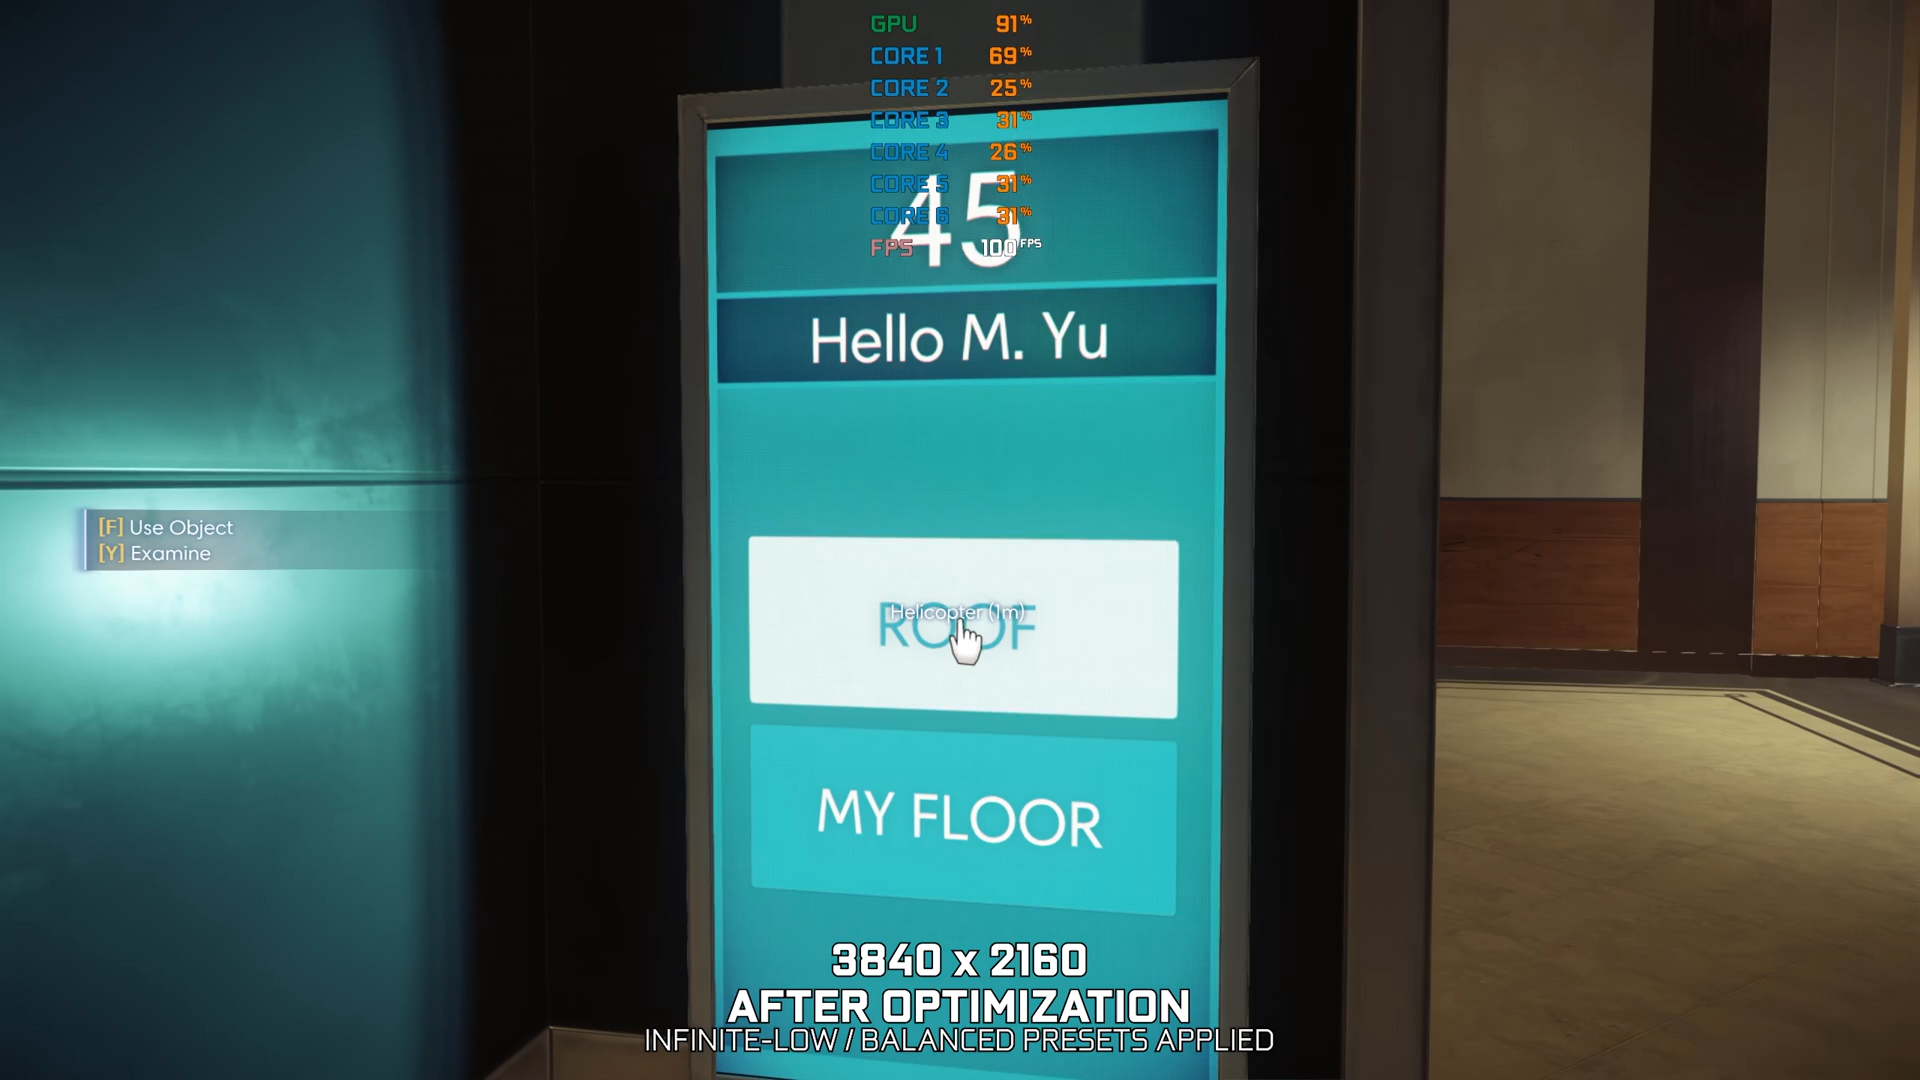 GPU 91%
CORE 1 69%
CORE 2 25%
CORE 3 31%
CORE 4 26%
CORE 5 31%
CORE 6 31%
FPS 100 FPS
45
Hello M. Yu
[F] Use Object
[Y] Examine
Helicopter (1m)
ROOF
MY FLOOR
3840 x 2160
AFTER OPTIMIZATION
INFINITE-LOW / BALANCED PRESETS APPLIED